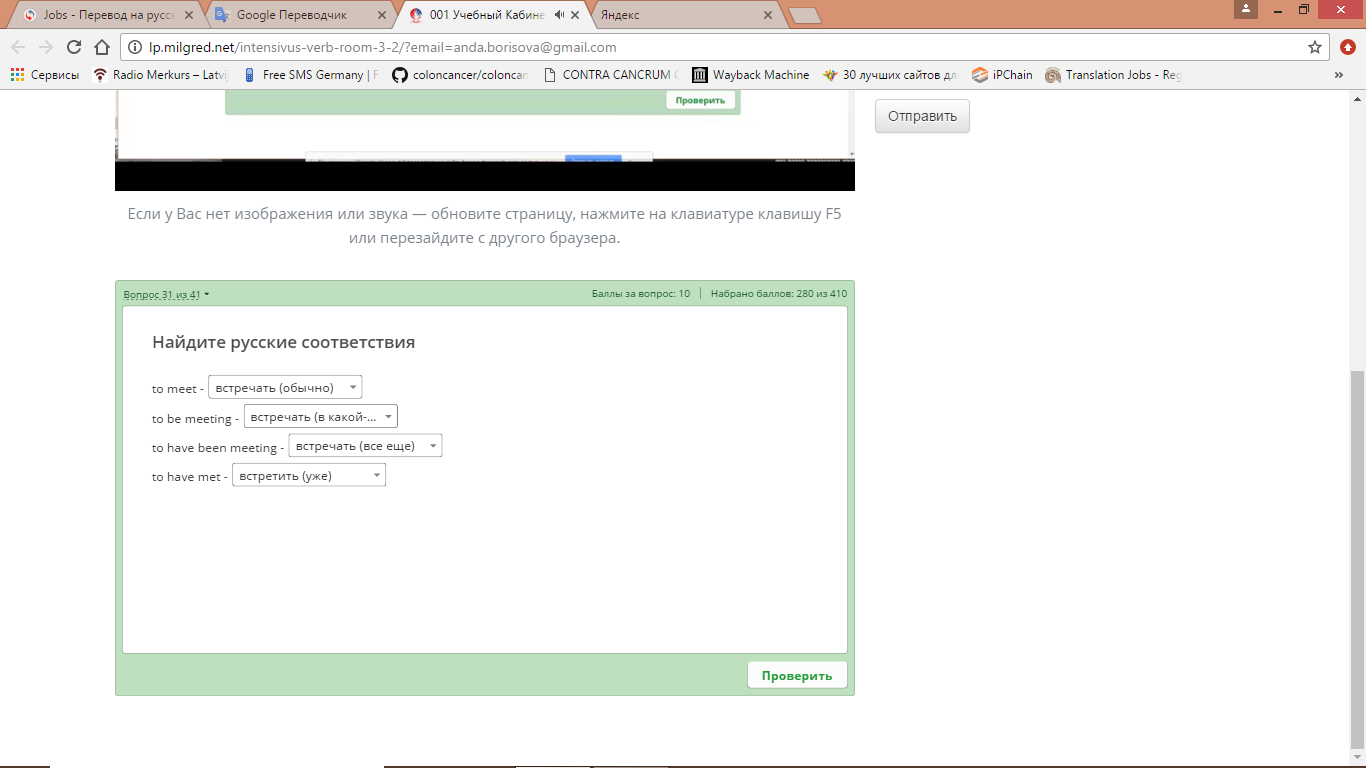 Jobs - Перевод на русск
Google Переводчик
001 Учебный Кабине
Яндекс
lp.milgred.net/intensivus-verb-room-3-2/?email=anda.borisova@gmail.com
Сервисы
Radio Merkurs – Latvij
Free SMS Germany | F
coloncancer/coloncan
CONTRA CANCRUM C
Wayback Machine
30 лучших сайтов для
iPChain
Translation Jobs - Reg
»
Проверить
Отправить
Если у Вас нет изображения или звука — обновите страницу, нажмите на клавиатуре клавишу F5
или перезайдите с другого браузера.
Вопрос 31 из 41
Баллы за вопрос: 10
Набрано баллов: 280 из 410
Найдите русские соответствия
to meet - встречать (обычно)
to be meeting - встречать (в какой-...
to have been meeting - встречать (все еще)
to have met - встретить (уже)
Проверить